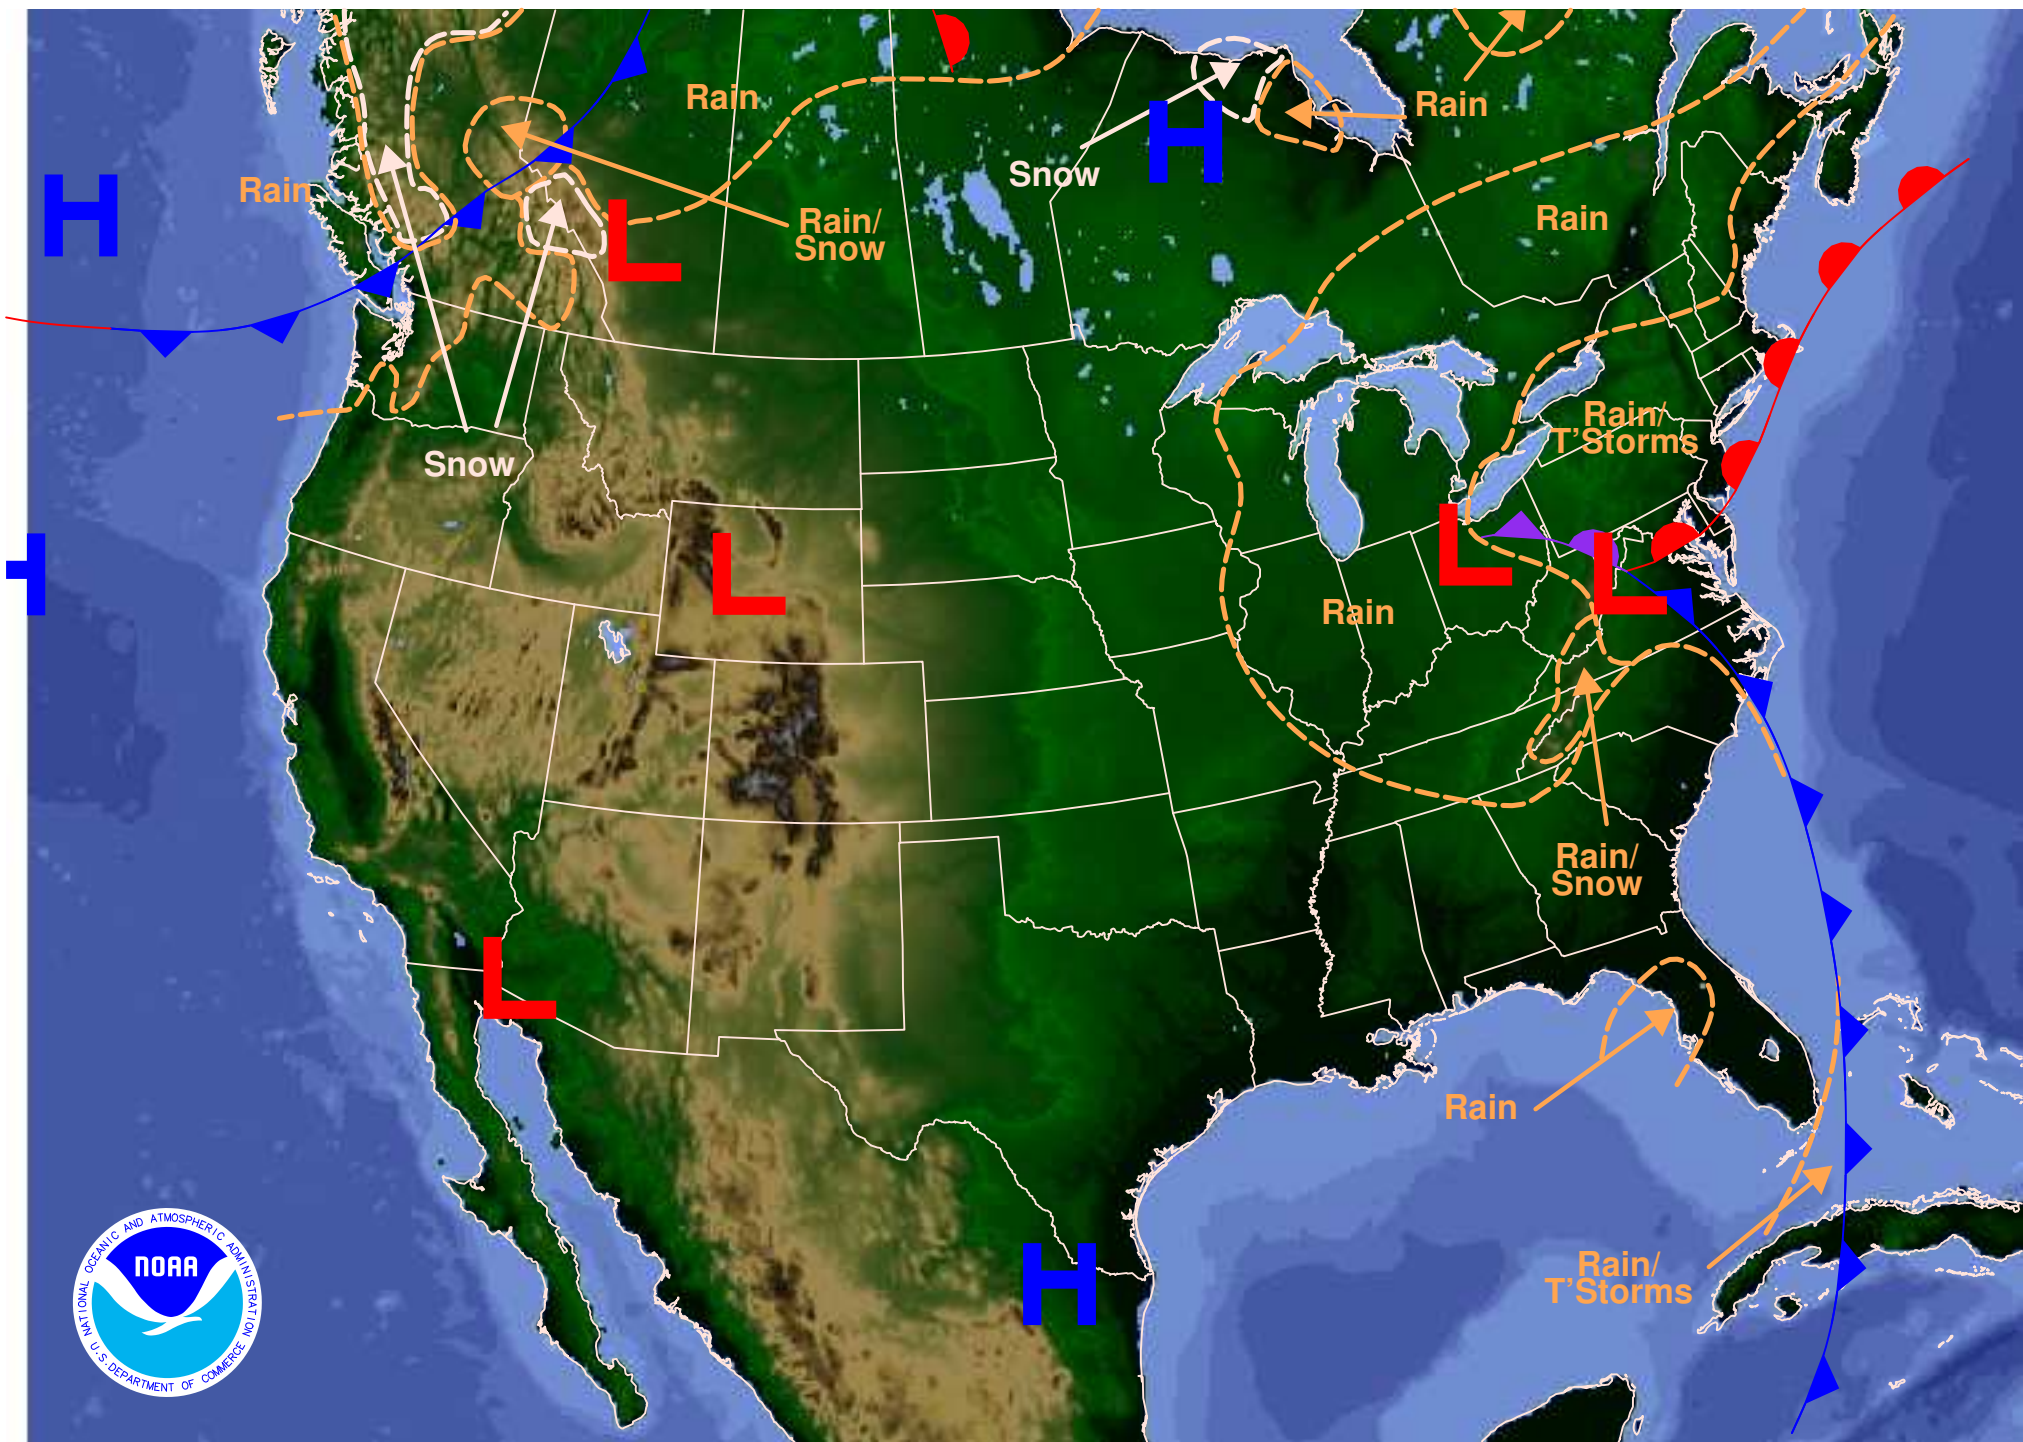 Rain
Rain
Snow
H
Rain
H
H
Rain/
Snow
L
Rain
Rain/
T'Storms
Snow
L
H
L
L
Rain
Rain/
Snow
L
Rain
Rain/
T'Storms
H
NATIONAL OCEANIC AND ATMOSPHERIC ADMINISTRATION
NOAA
U.S. DEPARTMENT OF COMMERCE